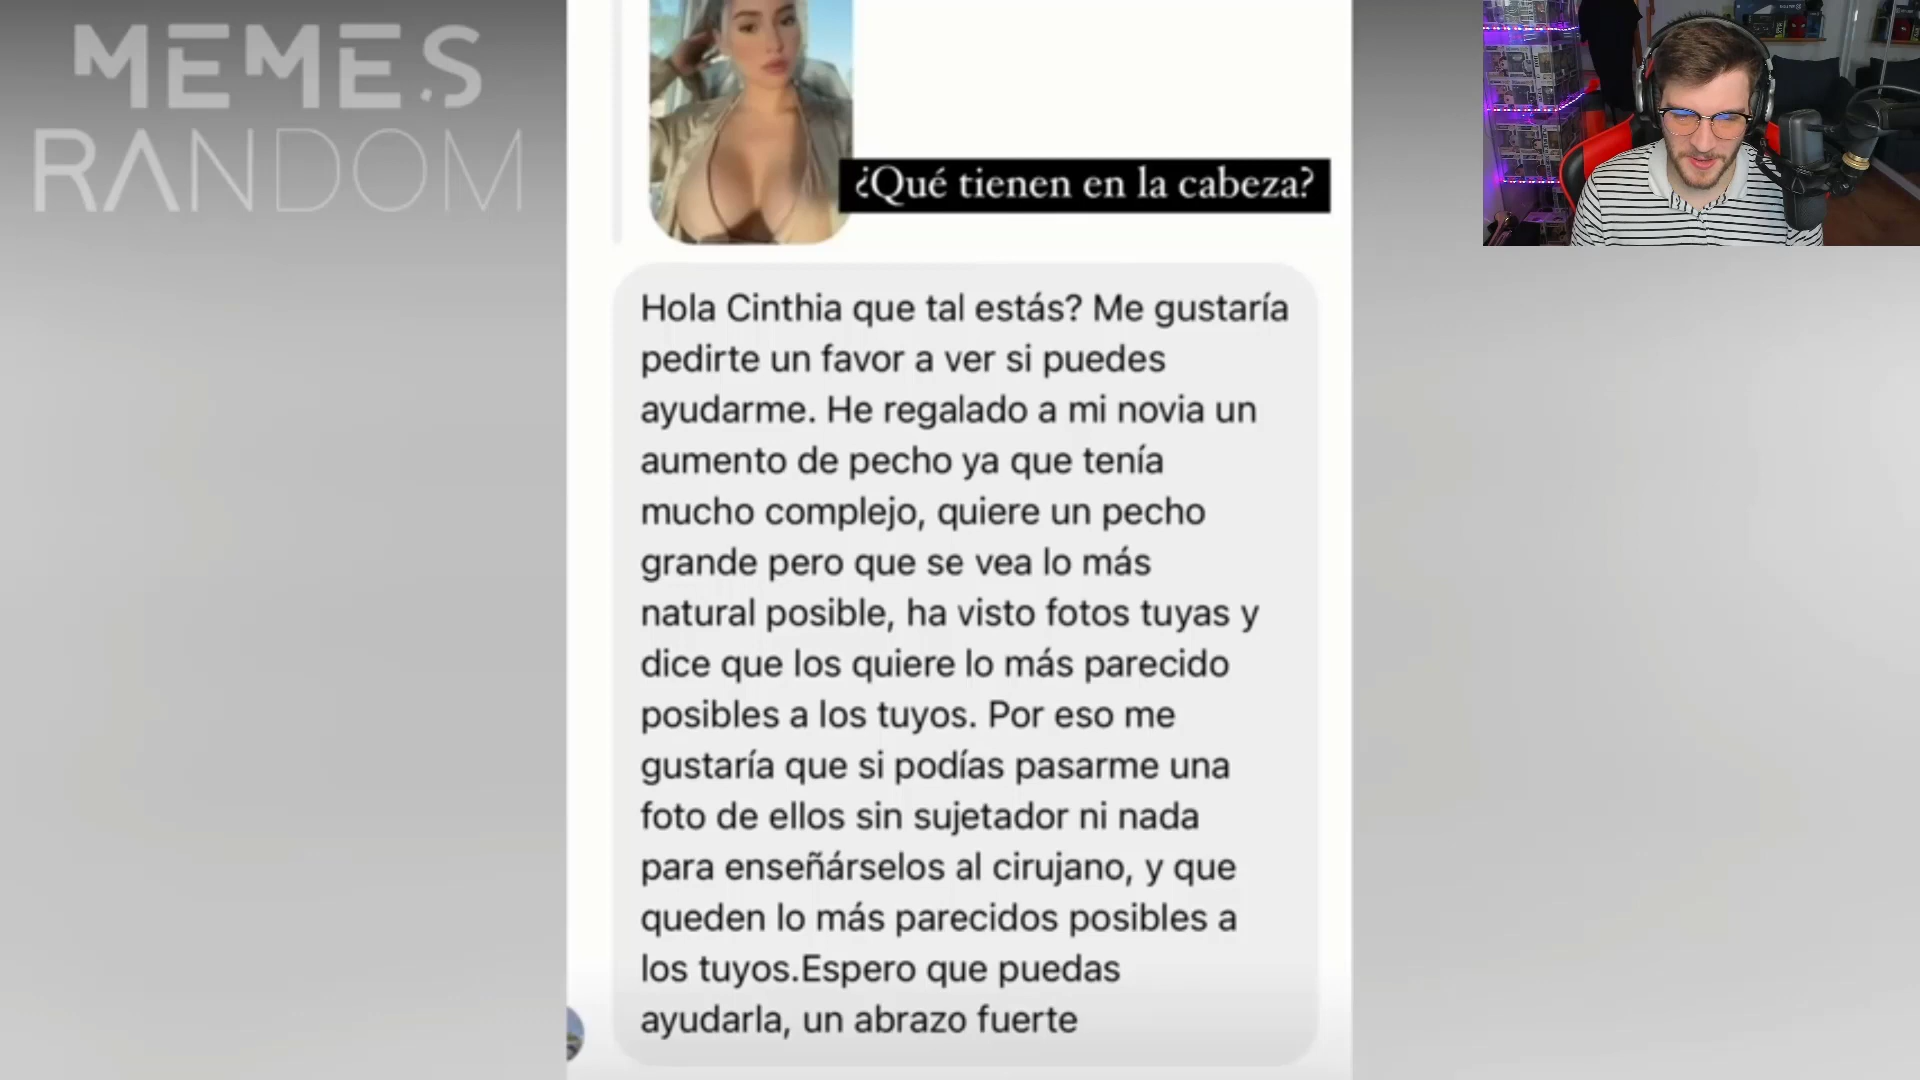 MEMES
RANDOM
¿Qué tienen en la cabeza?
Hola Cinthia que tal estás? Me gustaría
pedirte un favor a ver si puedes
ayudarme. He regalado a mi novia un
aumento de pecho ya que tenía
mucho complejo, quiere un pecho
grande pero que se vea lo más
natural posible, ha visto fotos tuyas y
dice que los quiere lo más parecido
posibles a los tuyos. Por eso me
gustaría que si podías pasarme una
foto de ellos sin sujetador ni nada
para enseñárselos al cirujano, y que
queden lo más parecidos posibles a
los tuyos.Espero que puedas
ayudarla, un abrazo fuerte